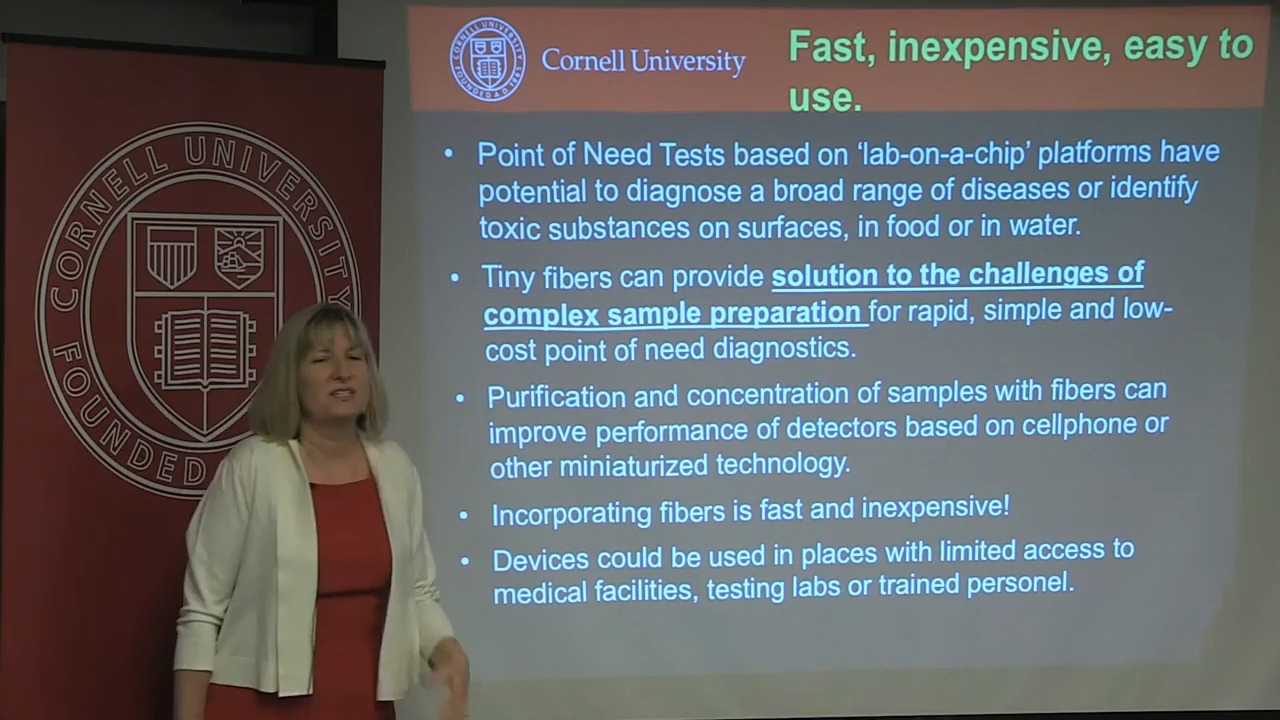 CORNELL UNIVERSITY
FOUNDED
CORNELL UNIVERSITY
FOUNDED A.D. 1865
Cornell University
Fast, inexpensive, easy to
use.
• Point of Need Tests based on ‘lab-on-a-chip’ platforms have
potential to diagnose a broad range of diseases or identify
toxic substances on surfaces, in food or in water.
• Tiny fibers can provide solution to the challenges of
complex sample preparation for rapid, simple and low-
cost point of need diagnostics.
• Purification and concentration of samples with fibers can
improve performance of detectors based on cellphone or
other miniaturized technology.
• Incorporating fibers is fast and inexpensive!
• Devices could be used in places with limited access to
medical facilities, testing labs or trained personel.